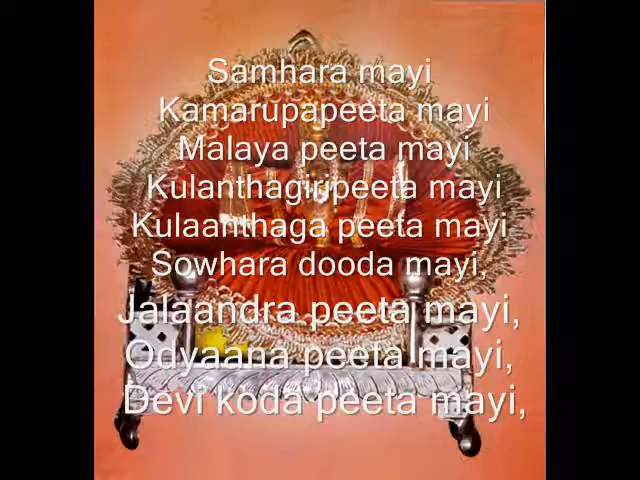 Samhara mayi
Kamarupapeeta mayi
Malaya peeta mayi
Kulanthagiripeeta mayi
Kulaanthaga peeta mayi
Sowhara dooda mayi,
Jalaandra peeta mayi,
Odyaana peeta mayi,
Devi koda peeta mayi,